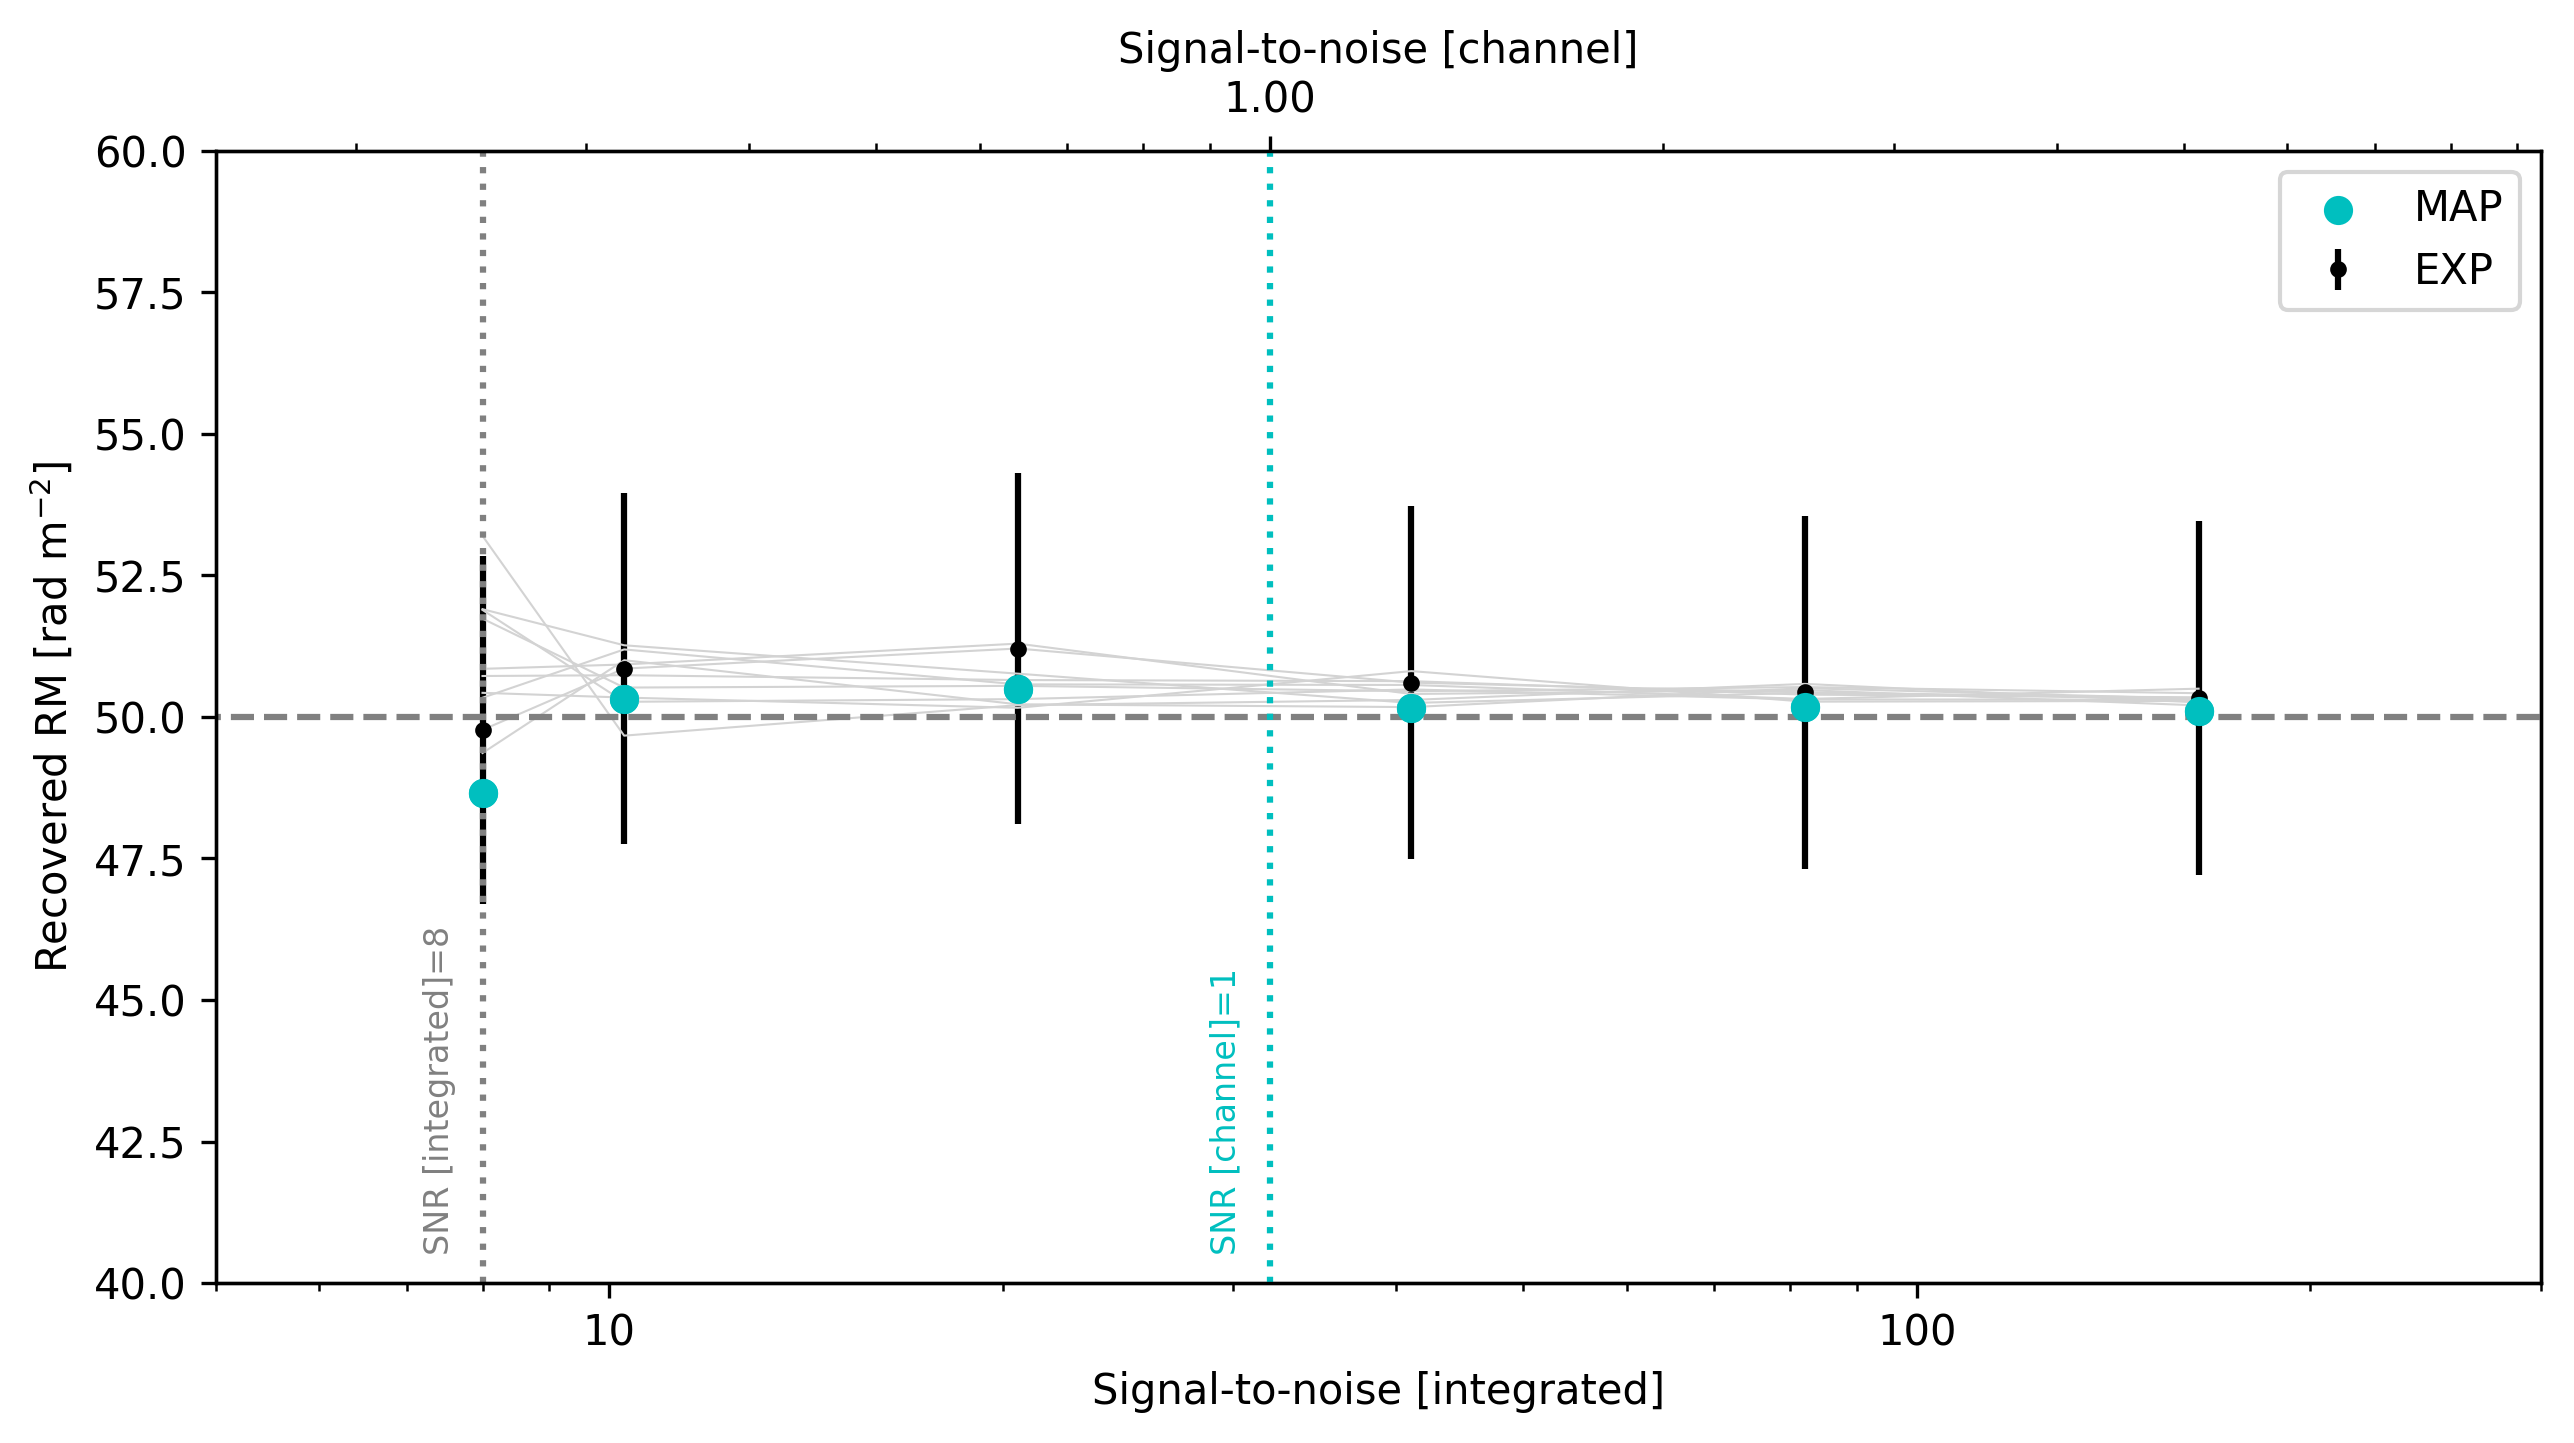 Signal-to-noise [channel]
1.00
60.0
57.5
55.0
52.5
50.0
47.5
45.0
42.5
40.0
Recovered RM [rad m⁻²]
MAP
EXP
SNR [integrated]=8
SNR [channel]=1
10
100
Signal-to-noise [integrated]